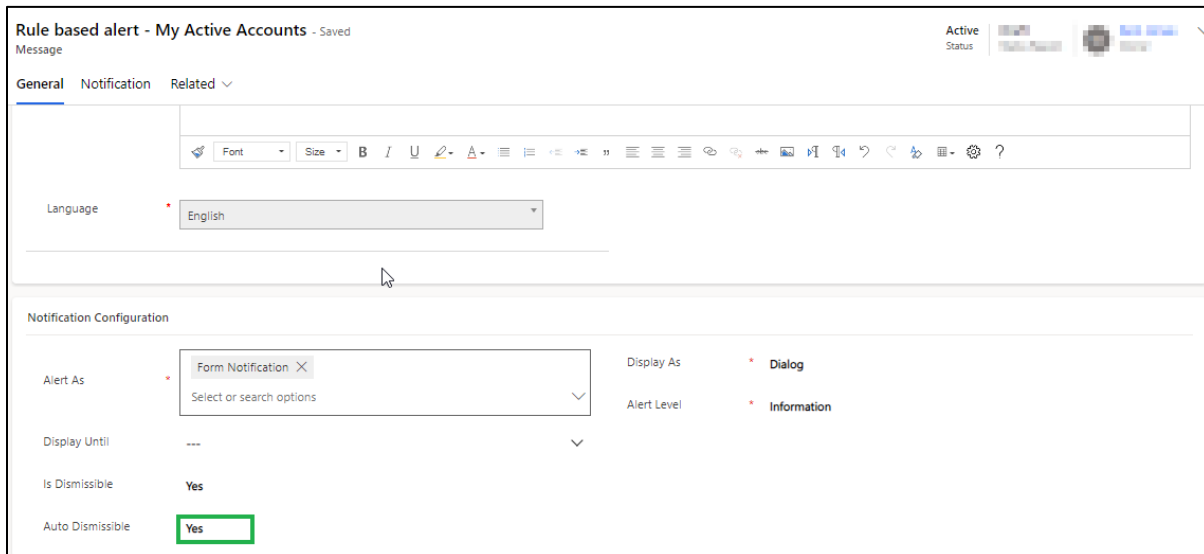 Rule based alert - My Active Accounts - Saved
Message
Active
Status
General Notification Related
Font Size B I U A ?
Language * English
Notification Configuration
Alert As * Form Notification
Select or search options
Display As * Dialog
Alert Level * Information
Display Until ---
Is Dismissible Yes
Auto Dismissible Yes